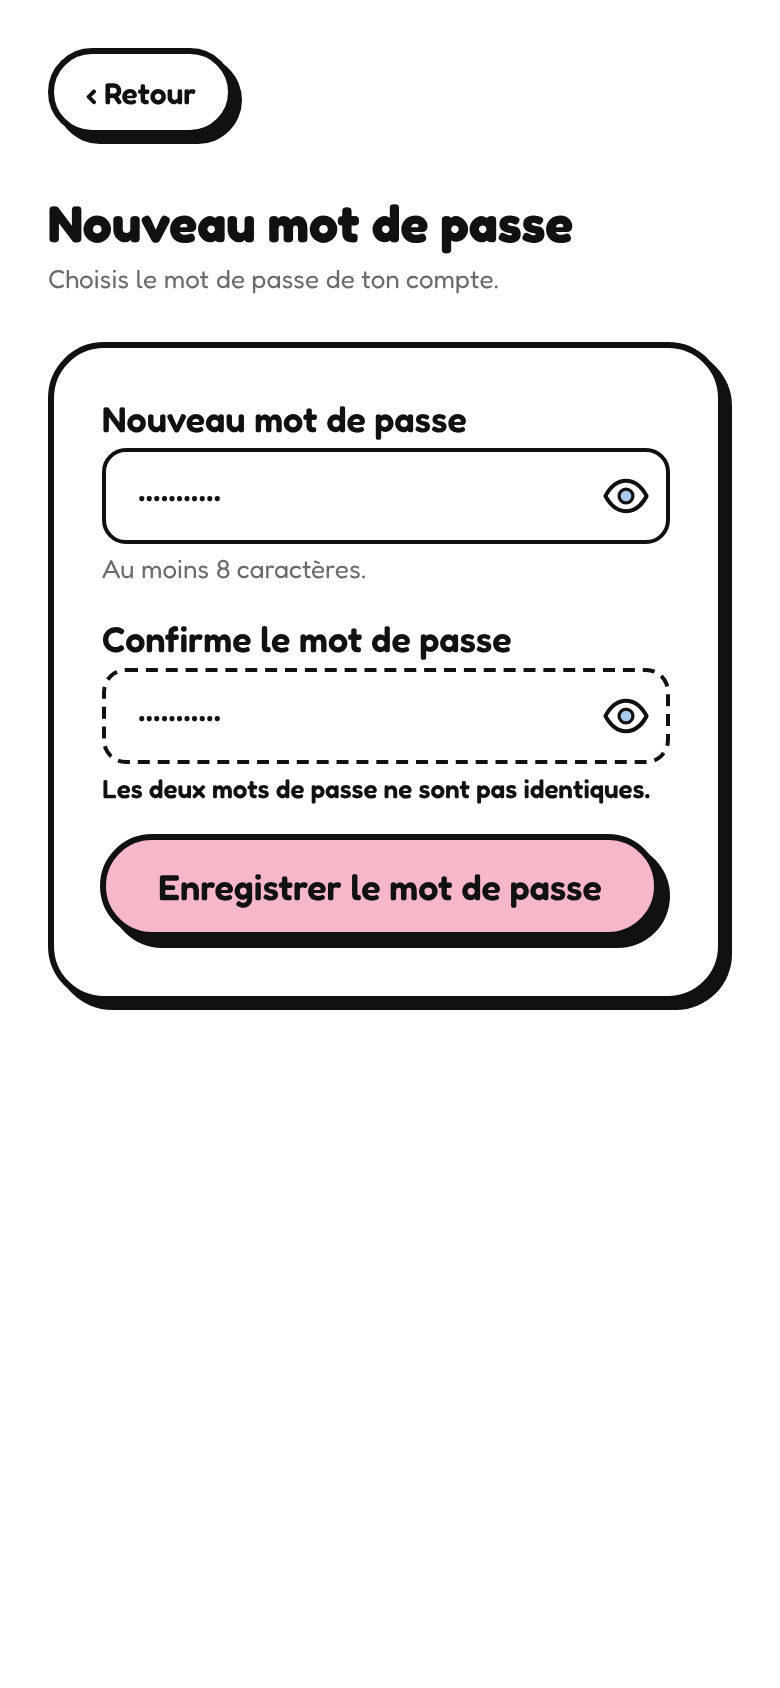 ‹ Retour
Nouveau mot de passe
Choisis le mot de passe de ton compte.
Nouveau mot de passe
•••••••••••
Au moins 8 caractères.
Confirme le mot de passe
•••••••••••
Les deux mots de passe ne sont pas identiques.
Enregistrer le mot de passe